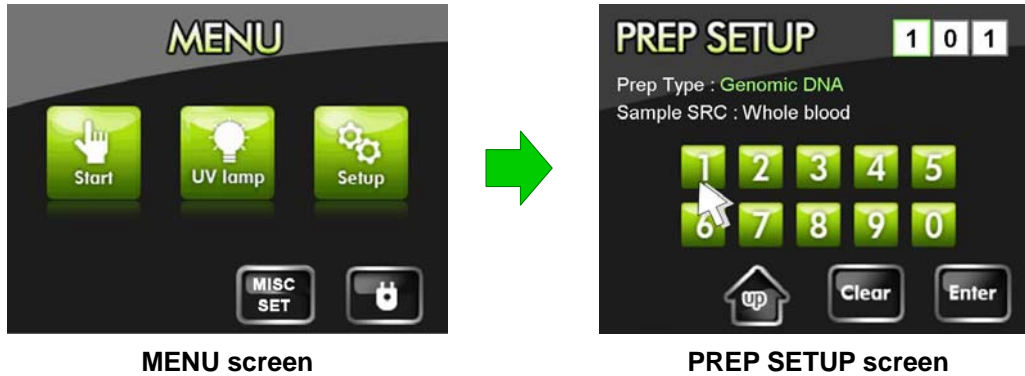 MENU
Start
UV lamp
Setup
MISC
SET
MENU screen
PREP SETUP
1 0 1
Prep Type : Genomic DNA
Sample SRC : Whole blood
1 2 3 4 5
6 7 8 9 0
up
Clear
Enter
PREP SETUP screen